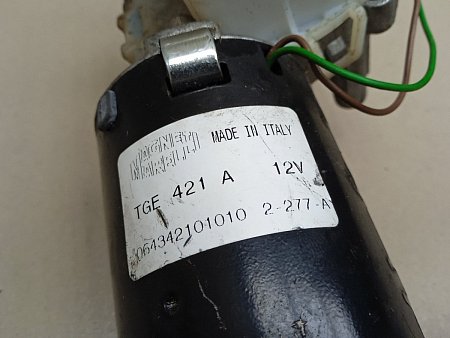 MAGNETI
MARELLI
MADE IN ITALY
TGE 421 A 12V
064342101010 2-277-A